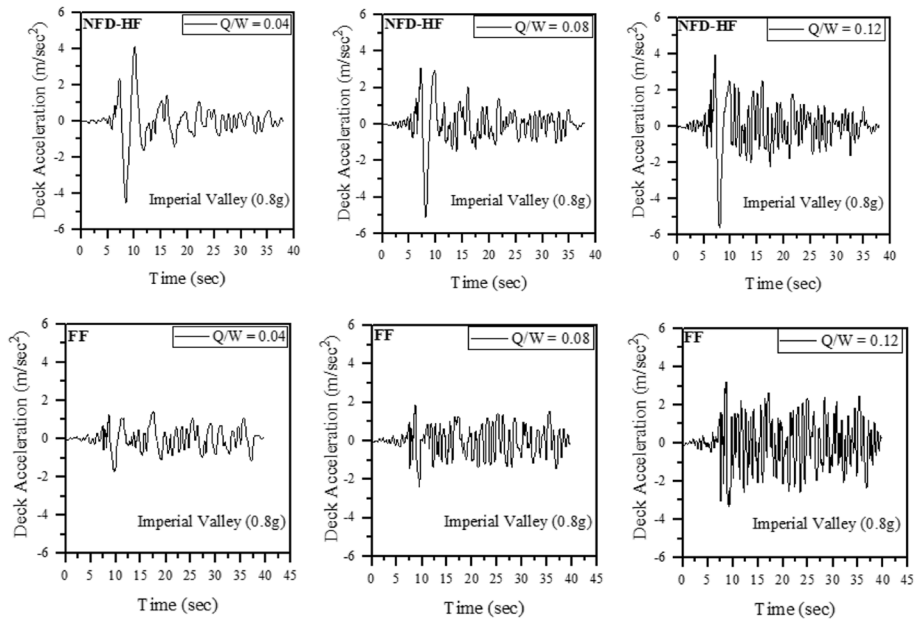 NFD-HF
Q/W = 0.04
Deck Acceleration (m/sec²)
6
4
2
0
-2
-4
-6
Imperial Valley (0.8g)
0 5 10 15 20 25 30 35 40
Time (sec)
NFD-HF
Q/W = 0.08
Deck Acceleration (m/sec²)
6
4
2
0
-2
-4
-6
Imperial Valley (0.8g)
0 5 10 15 20 25 30 35 40
Time (sec)
NFD-HF
Q/W = 0.12
Deck Acceleration (m/sec²)
6
4
2
0
-2
-4
-6
Imperial Valley (0.8g)
0 5 10 15 20 25 30 35 40
Time (sec)
FF
Q/W = 0.04
Deck Acceleration (m/sec²)
6
4
2
0
-2
-4
-6
Imperial Valley (0.8g)
0 5 10 15 20 25 30 35 40 45
Time (sec)
FF
Q/W = 0.08
Deck Acceleration (m/sec²)
6
4
2
0
-2
-4
-6
Imperial Valley (0.8g)
0 5 10 15 20 25 30 35 40 45
Time (sec)
FF
Q/W = 0.12
Deck Acceleration (m/sec²)
6
4
2
0
-2
-4
-6
Imperial Valley (0.8g)
0 5 10 15 20 25 30 35 40 45
Time (sec)